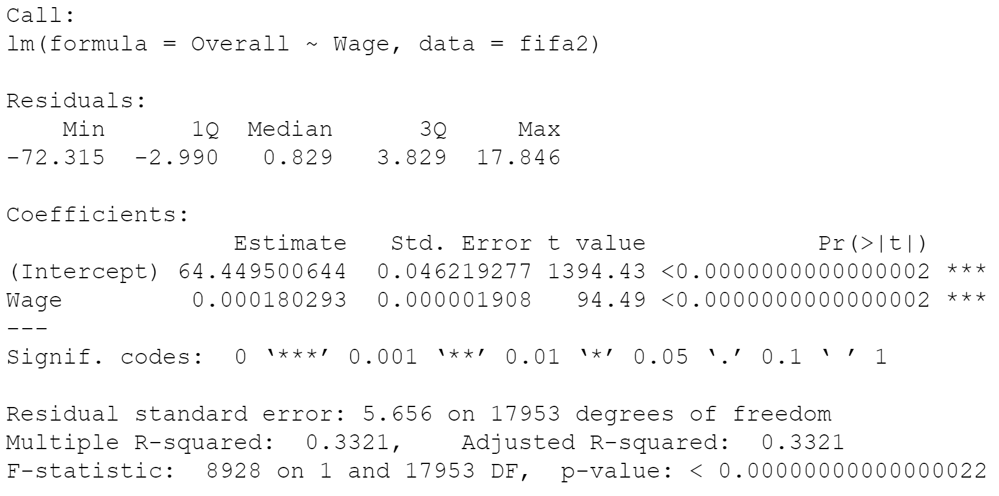 Call:
lm(formula = Overall ~ Wage, data = fifa2)
Residuals:
    Min      1Q  Median      3Q     Max
-72.315  -2.990   0.829   3.829  17.846
Coefficients:
                Estimate   Std. Error t value            Pr(>|t|)
(Intercept) 64.449500644  0.046219277 1394.43 <0.0000000000000002 ***
Wage         0.000180293  0.000001908   94.49 <0.0000000000000002 ***
---
Signif. codes:  0 ‘***’ 0.001 ‘**’ 0.01 ‘*’ 0.05 ‘.’ 0.1 ‘ ’ 1
Residual standard error: 5.656 on 17953 degrees of freedom
Multiple R-squared:  0.3321,	Adjusted R-squared:  0.3321
F-statistic:  8928 on 1 and 17953 DF,  p-value: < 0.00000000000000022